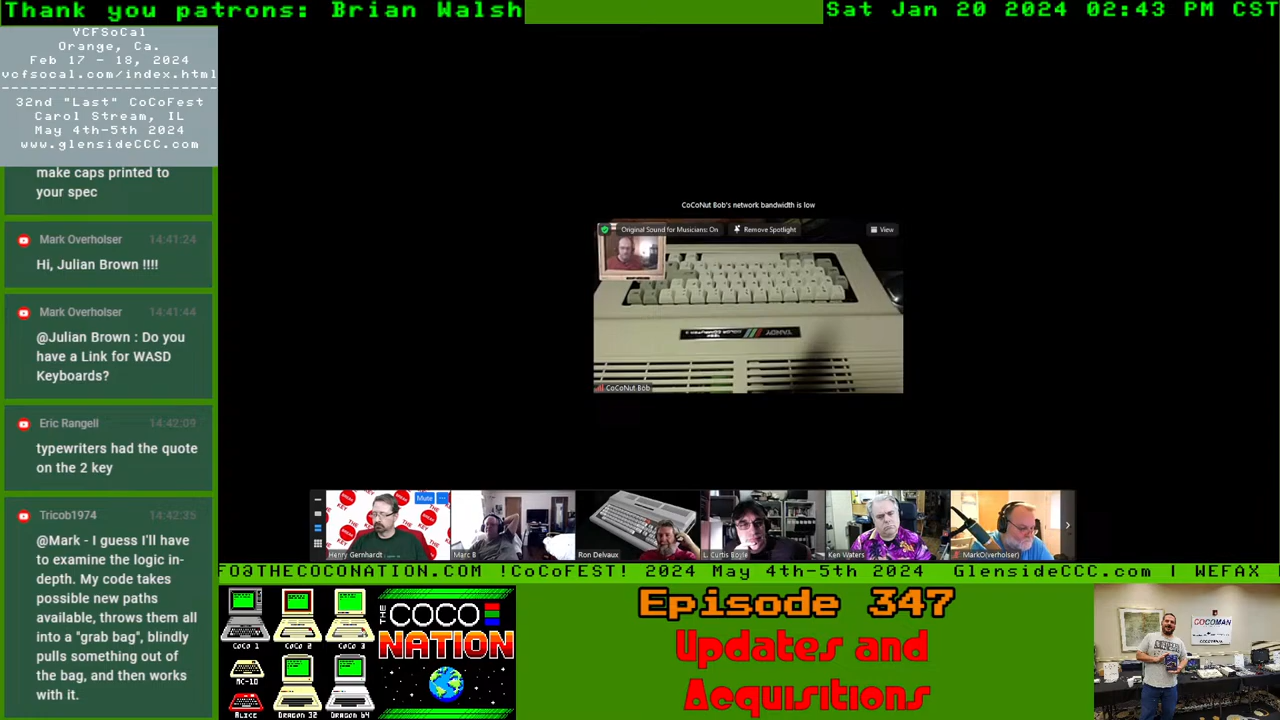 Thank you patrons: Brian Walsh
Sat Jan 20 2024 02:43 PM CST
VCFSoCal
Orange, Ca.
Feb 17 - 18, 2024
vcfsocal.com/index.html
32nd "Last" CoCoFest
Carol Stream, IL
May 4th-5th 2024
www.glensideCCC.com
make caps printed to
your spec
Mark Overholser 14:41:24
Hi, Julian Brown !!!!
Mark Overholser 14:41:44
@Julian Brown : Do you
have a Link for WASD
Keyboards?
Eric Rangell 14:42:09
typewriters had the quote
on the 2 key
Tricob1974 14:42:35
@Mark - I guess I'll have
to examine the logic in-
depth. My code takes
possible new paths
available, throws them all
into a "grab bag", blindly
pulls something out of
the bag, and then works
with it.
CoCoNut Bob's network bandwidth is low
Original Sound for Musicians: On
Remove Spotlight
View
TANDY
CoCoNut Bob
Mute
THE
KEY
Henry Gernhardt
Marc B
Ron Delvaux
L. Curtis Boyle
Ken Waters
MarkO(verholser)
FO@THECOCONATION.COM !CoCoFEST! 2024 May 4th-5th 2024 GlensideCCC.com | WEFAX
CoCo 1
CoCo 2
CoCo 3
MC-10
Alice
Dragon 32
Dragon 64
THE
COCO
NATION
Episode 347
Updates and
Acquisitions
COCOMAN